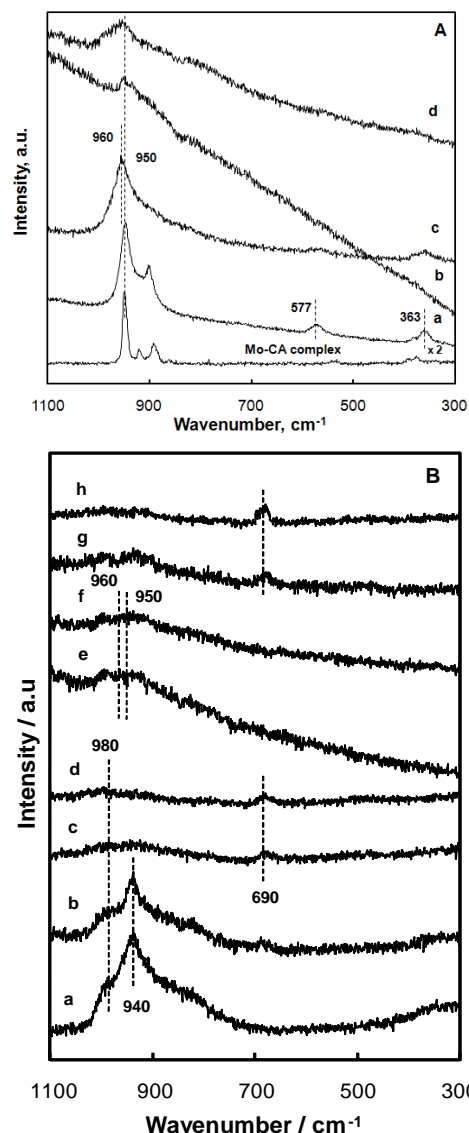 A
Intensity, a.u.
960
950
d
c
b
577
363
a
Mo-CA complex
x 2
1100
900
700
500
300
Wavenumber, cm-1
B
h
g
960
950
f
e
980
d
c
690
b
a
940
Intensity / a.u
1100
900
700
500
300
Wavenumber / cm-1